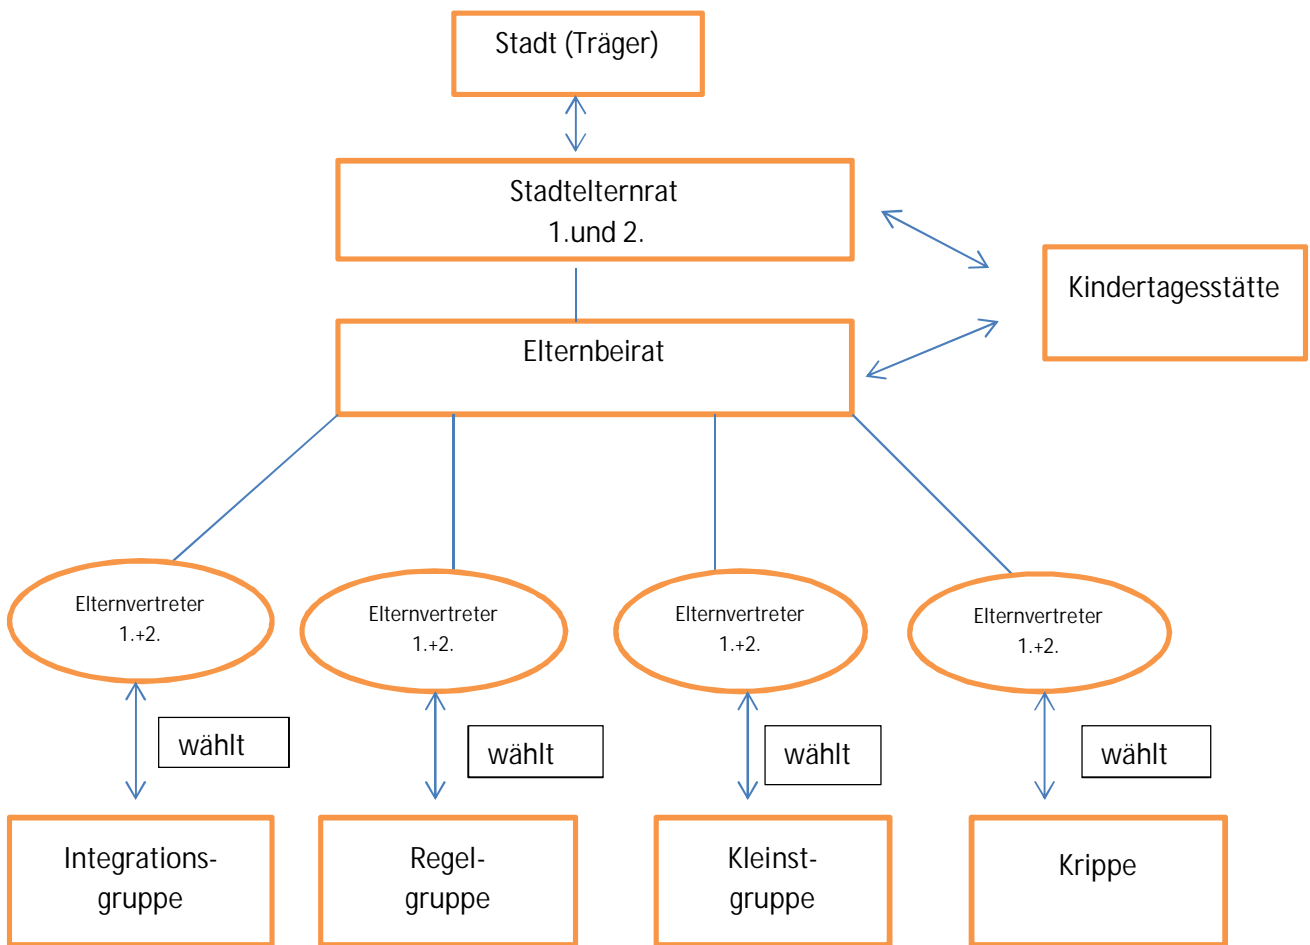 Stadt (Träger)
Stadtelternrat
1.und 2.
Kindertagesstätte
Elternbeirat
Elternvertreter
1.+2.
Elternvertreter
1.+2.
Elternvertreter
1.+2.
Elternvertreter
1.+2.
wählt
wählt
wählt
wählt
Integrations-
gruppe
Regel-
gruppe
Kleinst-
gruppe
Krippe